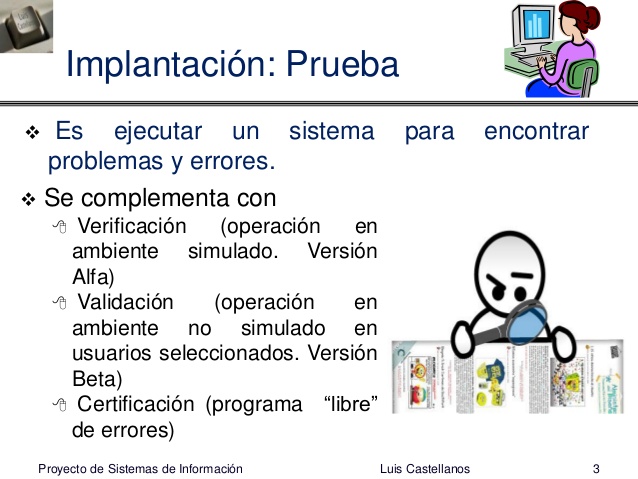 Implantación: Prueba
Es ejecutar un sistema para encontrar
problemas y errores.
Se complementa con
Verificación (operación en
ambiente simulado. Versión
Alfa)
Validación (operación en
ambiente no simulado en
usuarios seleccionados. Versión
Beta)
Certificación (programa “libre”
de errores)
Proyecto de Sistemas de Información Luis Castellanos 3